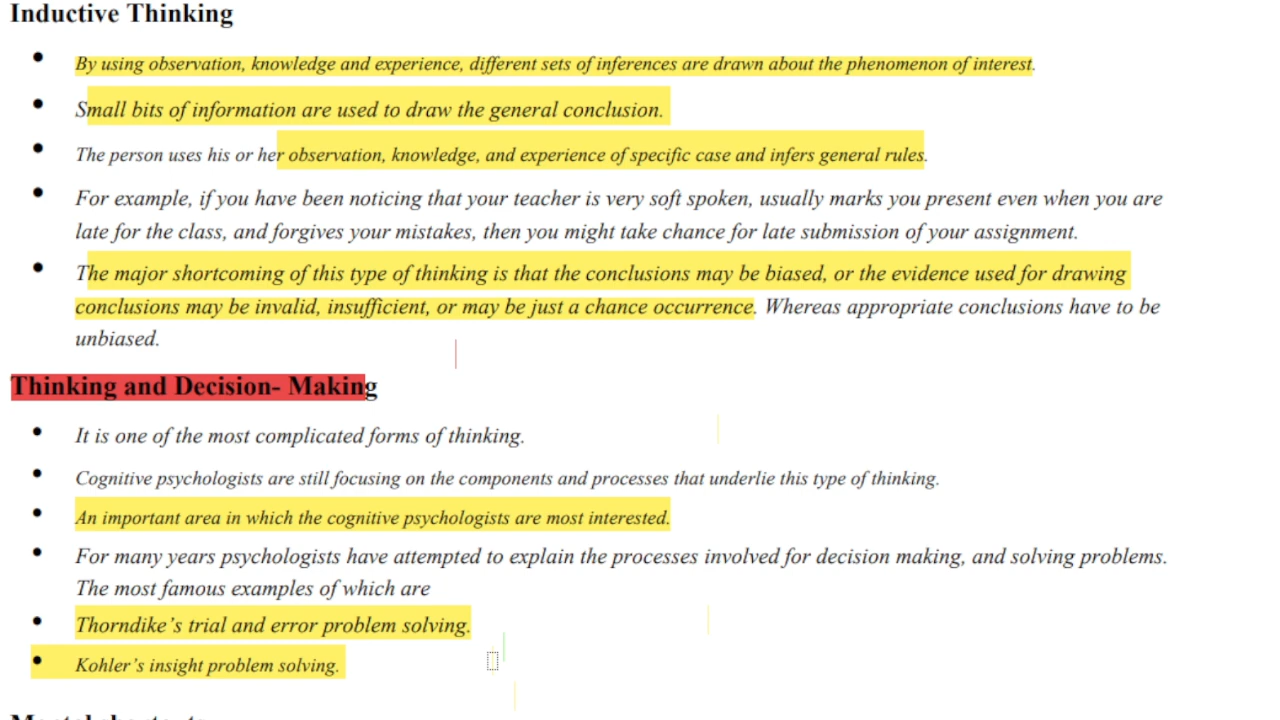 Inductive Thinking
• By using observation, knowledge and experience, different sets of inferences are drawn about the phenomenon of interest.
• Small bits of information are used to draw the general conclusion.
• The person uses his or her observation, knowledge, and experience of specific case and infers general rules.
• For example, if you have been noticing that your teacher is very soft spoken, usually marks you present even when you are
late for the class, and forgives your mistakes, then you might take chance for late submission of your assignment.
• The major shortcoming of this type of thinking is that the conclusions may be biased, or the evidence used for drawing
conclusions may be invalid, insufficient, or may be just a chance occurrence. Whereas appropriate conclusions have to be
unbiased.
Thinking and Decision- Making
• It is one of the most complicated forms of thinking.
• Cognitive psychologists are still focusing on the components and processes that underlie this type of thinking.
• An important area in which the cognitive psychologists are most interested.
• For many years psychologists have attempted to explain the processes involved for decision making, and solving problems.
The most famous examples of which are
• Thorndike’s trial and error problem solving.
• Kohler’s insight problem solving.